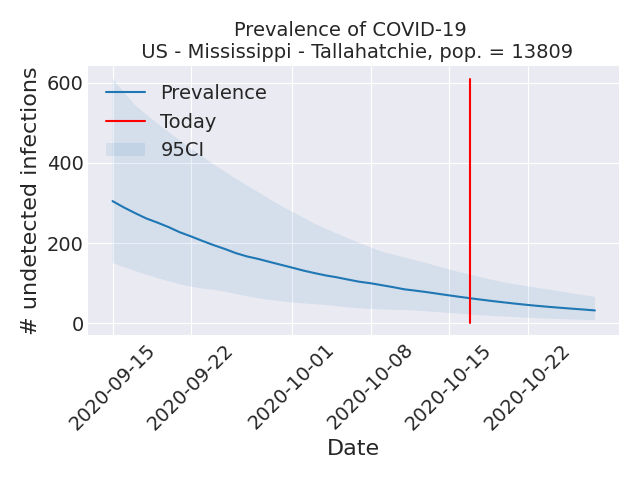 Prevalence of COVID-19
US - Mississippi - Tallahatchie, pop. = 13809
# undetected infections
600
400
200
0
Prevalence
Today
95CI
2020-09-15
2020-09-22
2020-10-01
2020-10-08
2020-10-15
2020-10-22
Date